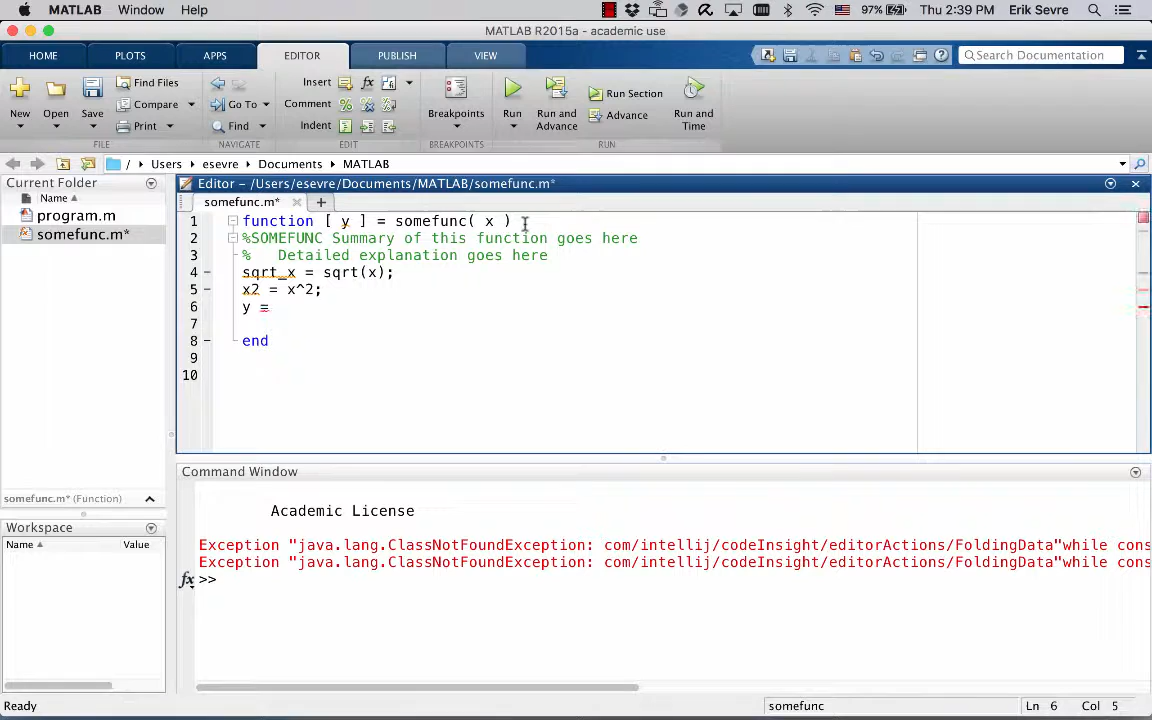 MATLAB Window Help 97% Thu 2:39 PM Erik Sevre
MATLAB R2015a - academic use
HOME PLOTS APPS EDITOR PUBLISH VIEW Search Documentation
New Open Save Find Files Compare Print
Go To Find
Insert fx Comment Indent
Breakpoints
Run Run and Advance Run Section Advance Run and Time
FILE NAVIGATE EDIT BREAKPOINTS RUN
/ Users esevre Documents MATLAB
Current Folder
Name
program.m
somefunc.m*
somefunc.m* (Function)
Workspace
Name Value
Editor – /Users/esevre/Documents/MATLAB/somefunc.m*
somefunc.m* × +
1 function [ y ] = somefunc( x )
2 %SOMEFUNC Summary of this function goes here
3 %   Detailed explanation goes here
4 – sqrt_x = sqrt(x);
5 – x2 = x^2;
6 y =
7
8 – end
9
10
Command Window
Academic License
Exception "java.lang.ClassNotFoundException: com/intellij/codeInsight/editorActions/FoldingData"while cons
Exception "java.lang.ClassNotFoundException: com/intellij/codeInsight/editorActions/FoldingData"while cons
fx >>
Ready somefunc Ln 6 Col 5